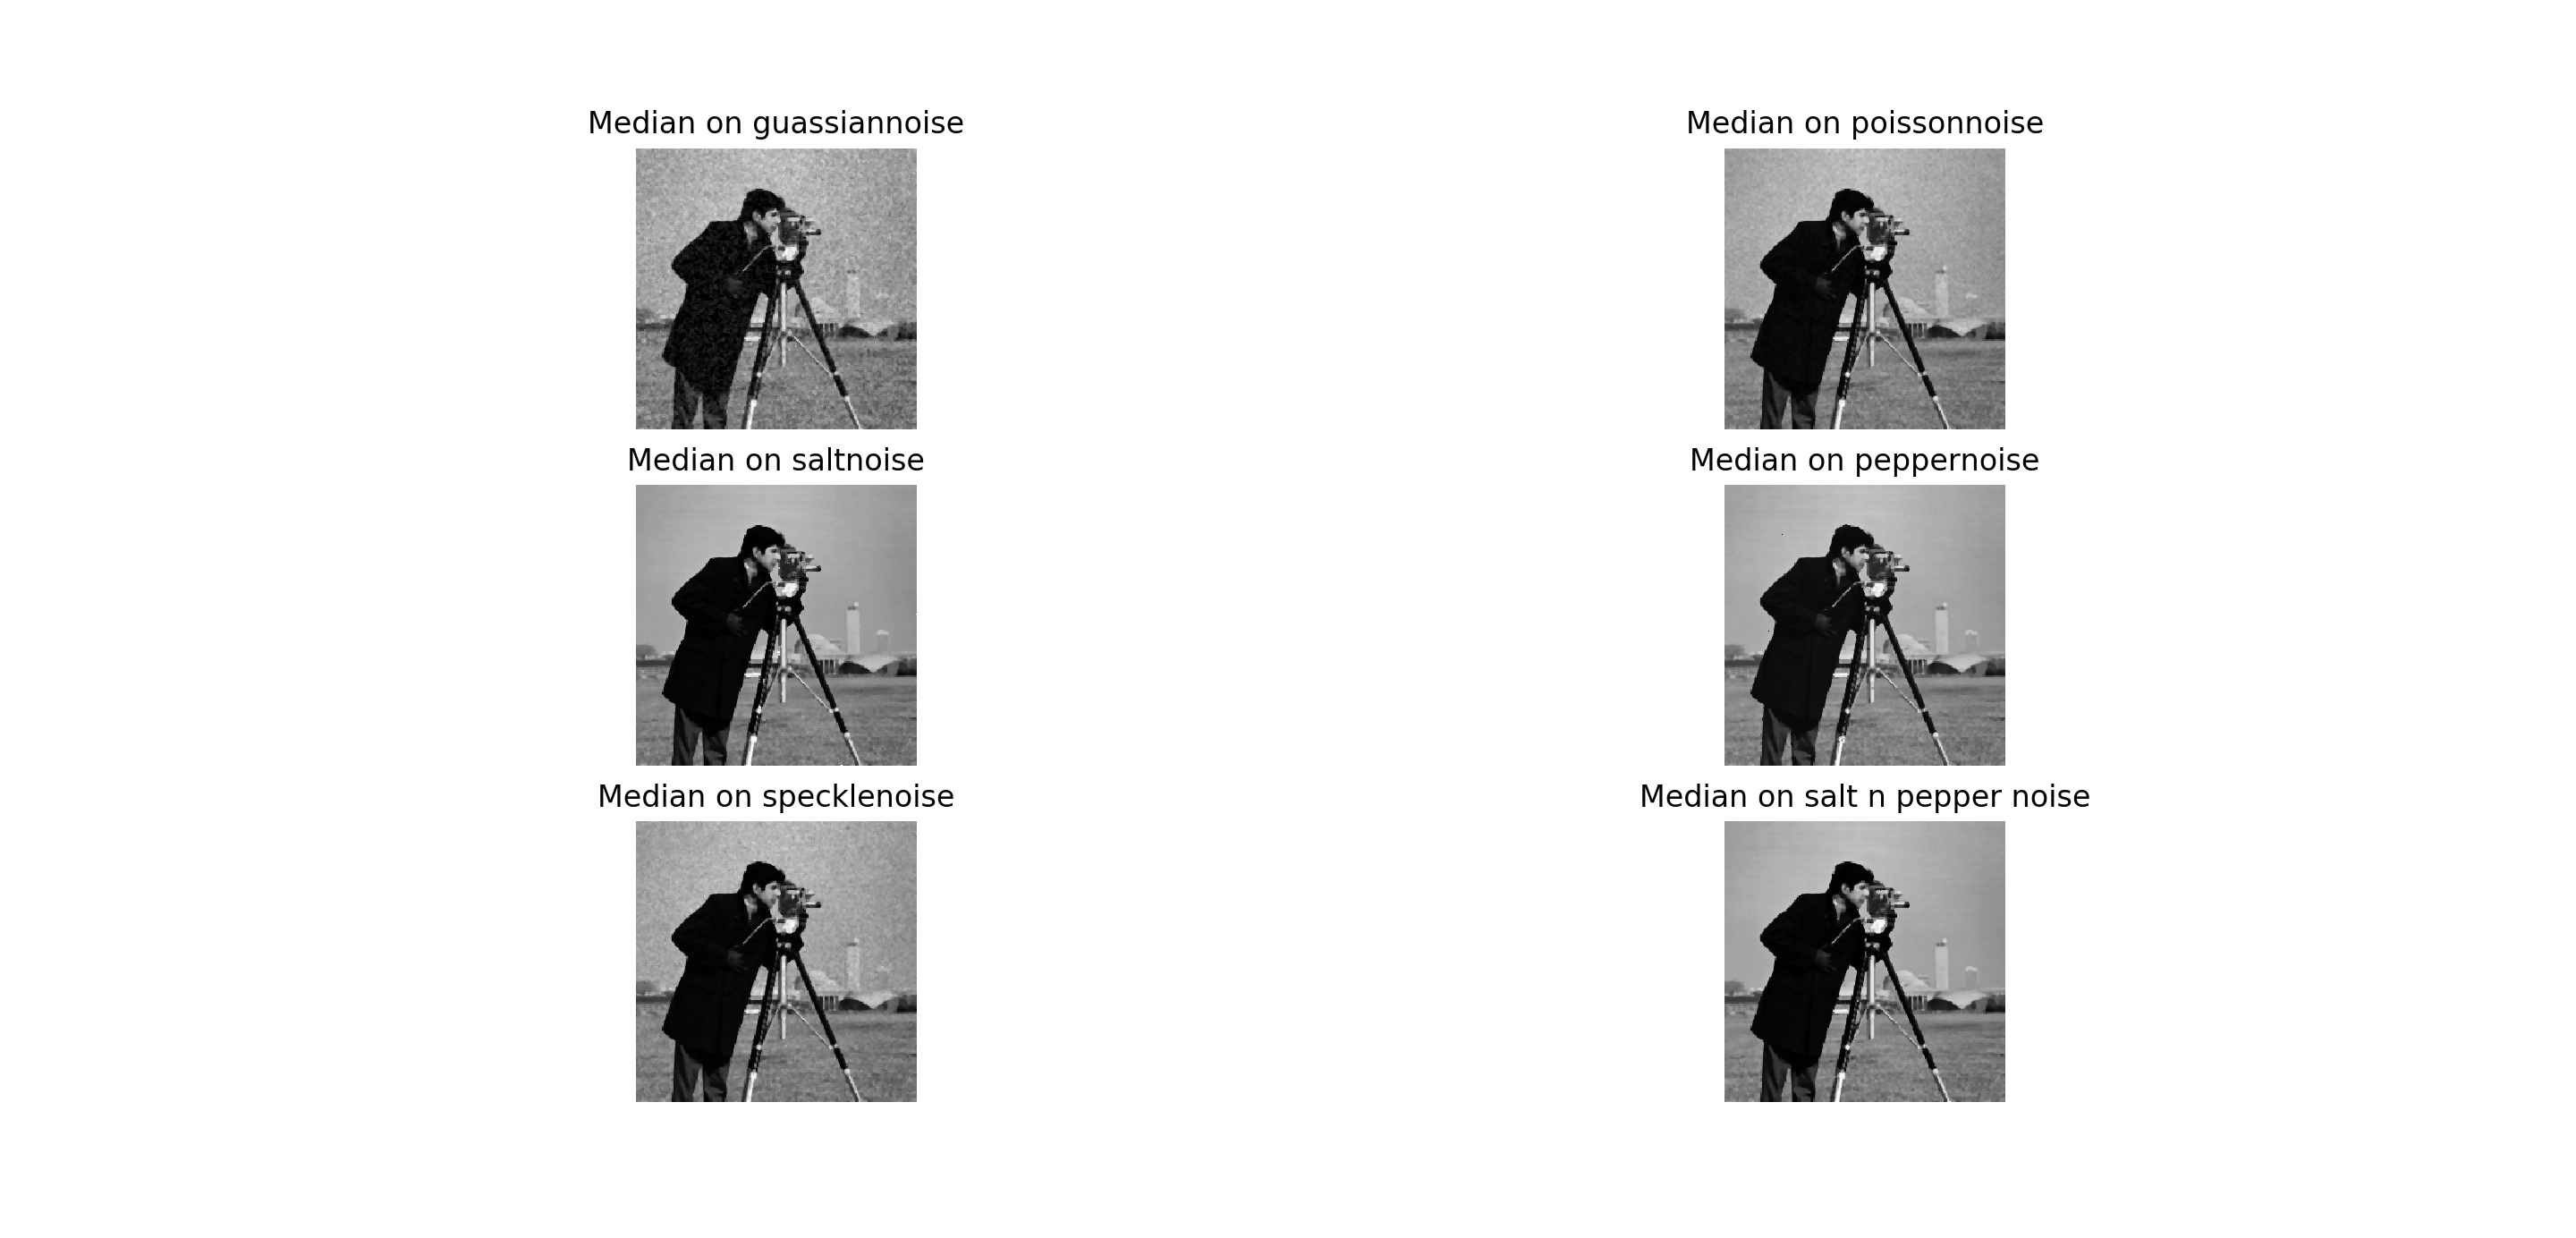 Median on guassiannoise
Median on poissonnoise
Median on saltnoise
Median on peppernoise
Median on specklenoise
Median on salt n pepper noise